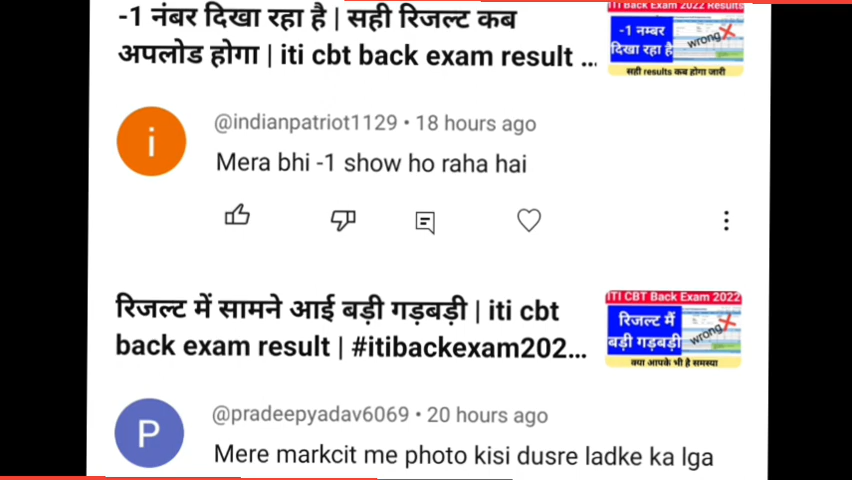 -1 नंबर दिखा रहा है | सही रिजल्ट कब
अपलोड होगा | iti cbt back exam result ...
ITI Back Exam 2022 Results
-1 नम्बर
दिखा रहा है
wrong
सही results कब होगा जारी
i
@indianpatriot1129 • 18 hours ago
Mera bhi -1 show ho raha hai
रिजल्ट में सामने आई बड़ी गड़बड़ी | iti cbt
back exam result | #itibackexam202...
ITI CBT Back Exam 2022
रिजल्ट में
बड़ी गड़बड़ी
wrong
क्या आपके भी है समस्या
P
@pradeepyadav6069 • 20 hours ago
Mere markcit me photo kisi dusre ladke ka lga